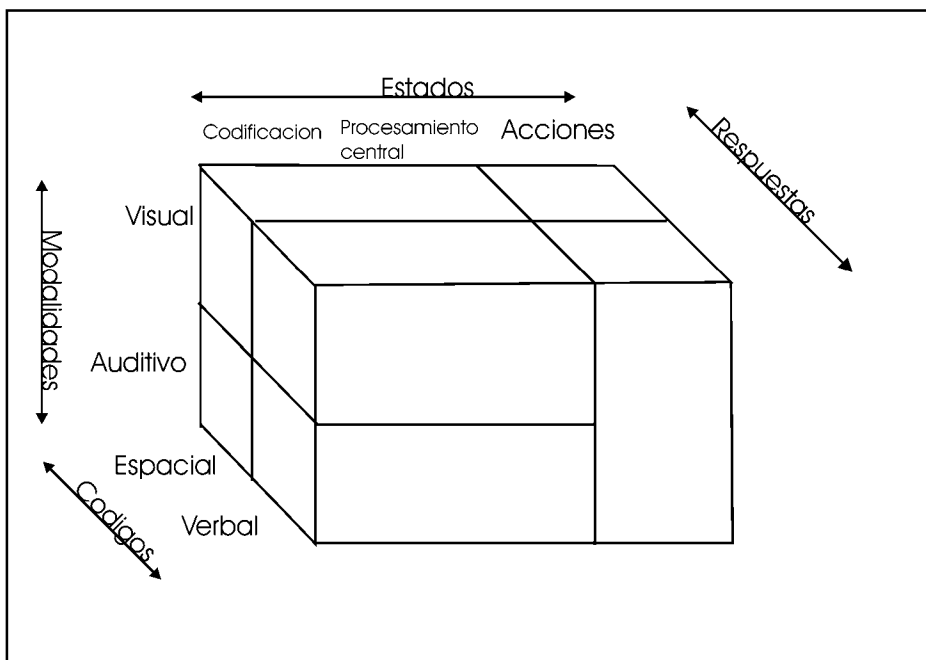 Estados
Codificacion
Procesamiento
central
Acciones
Respuestas
Visual
Modalidades
Auditivo
Espacial
Verbal
Codigos